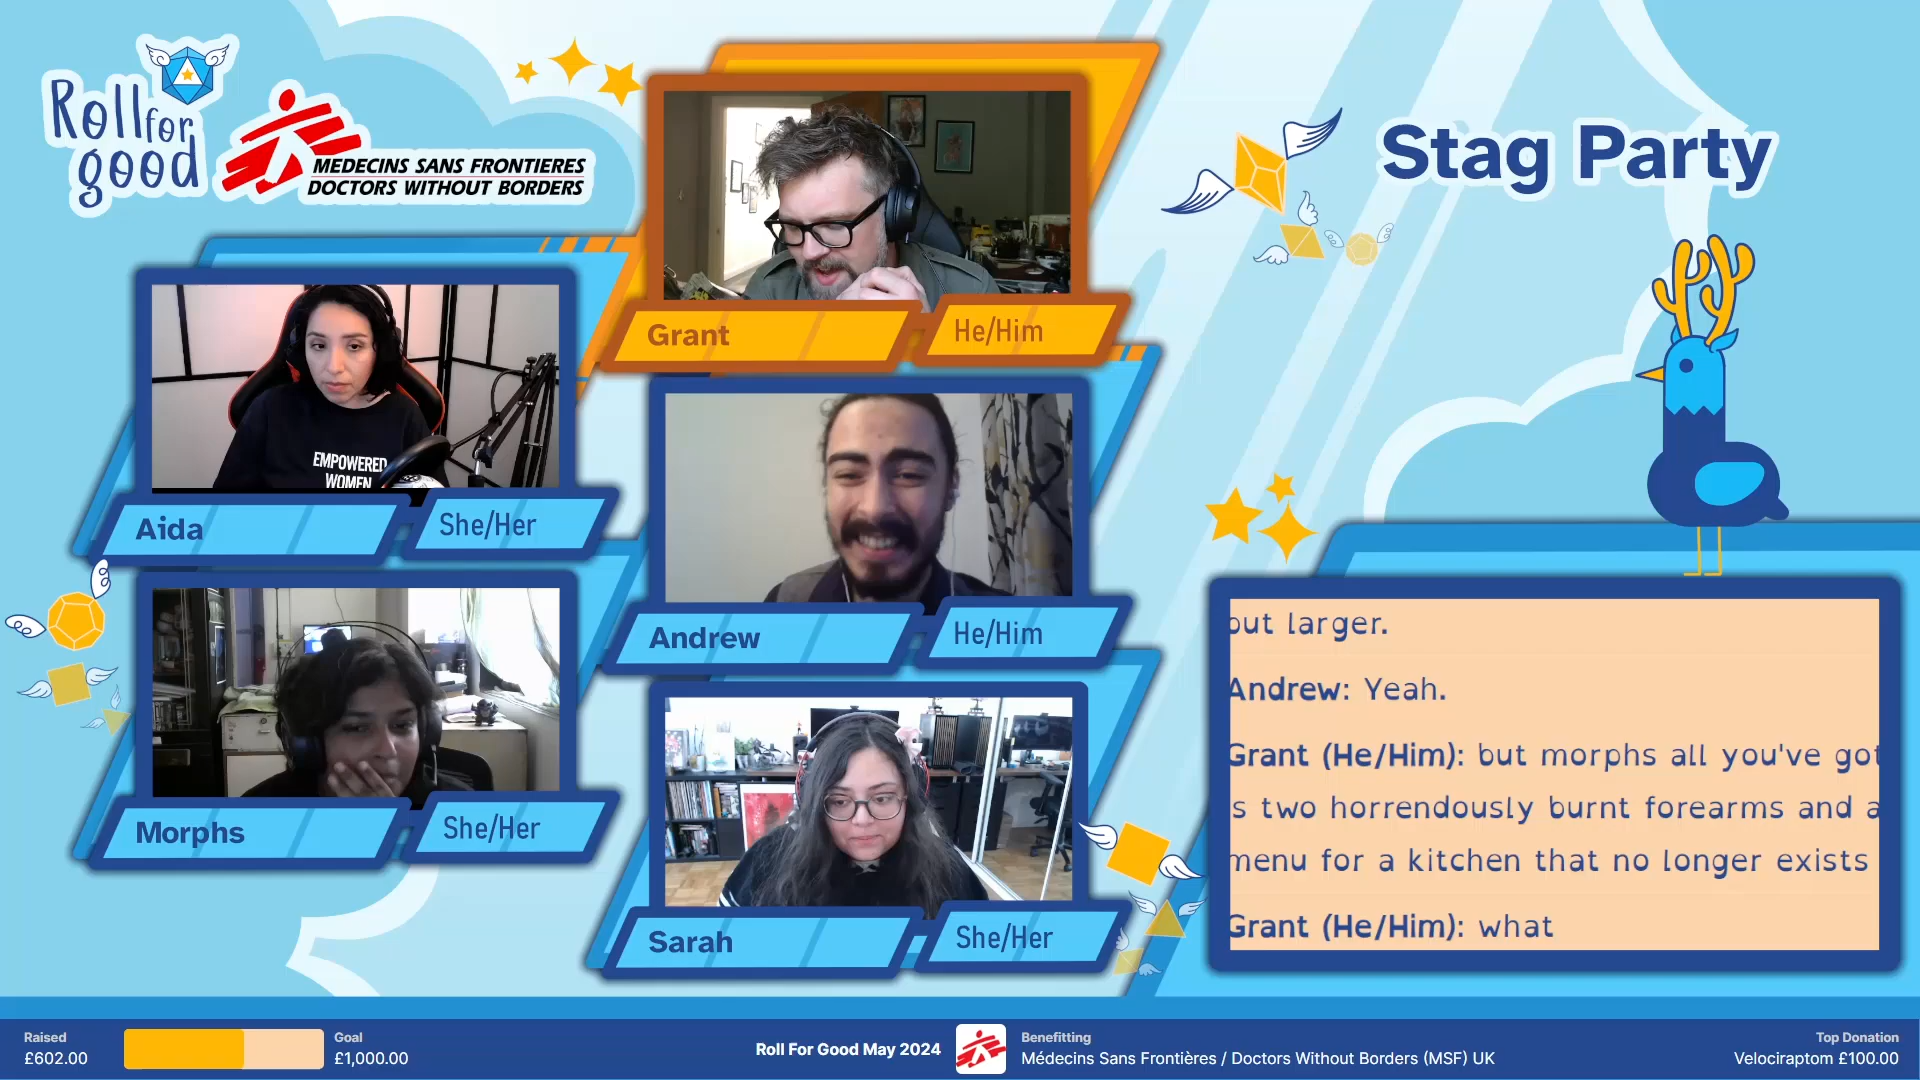 Roll
for
good
MEDECINS SANS FRONTIERES
DOCTORS WITHOUT BORDERS
Stag Party
Grant
He/Him
EMPOWERED
WOMEN
Aida
She/Her
Andrew
He/Him
Morphs
She/Her
Sarah
She/Her
but larger.
Andrew: Yeah.
Grant (He/Him): but morphs all you've got
s two horrendously burnt forearms and a
menu for a kitchen that no longer exists
Grant (He/Him): what
Raised
£602.00
Goal
£1,000.00
Roll For Good May 2024
Benefitting
Médecins Sans Frontières / Doctors Without Borders (MSF) UK
Top Donation
Velociraptom £100.00